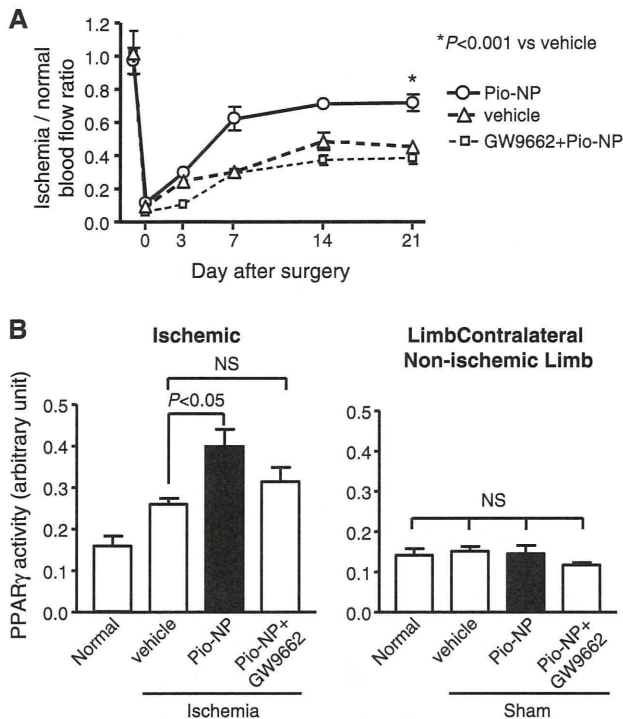 A
Ischemia / normal
blood flow ratio
1.2
1.0
0.8
0.6
0.4
0.2
0.0
0 3 7 14 21
Day after surgery
*
*P<0.001 vs vehicle
Pio-NP
vehicle
GW9662+Pio-NP
B
Ischemic
LimbContralateral
Non-ischemic Limb
PPARγ activity (arbitrary unit)
0.5
0.4
0.3
0.2
0.1
0.0
NS
P<0.05
Normal
vehicle
Pio-NP
Pio-NP+
GW9662
Ischemia
0.5
0.4
0.3
0.2
0.1
0.0
NS
Normal
vehicle
Pio-NP
Pio-NP+
GW9662
Sham